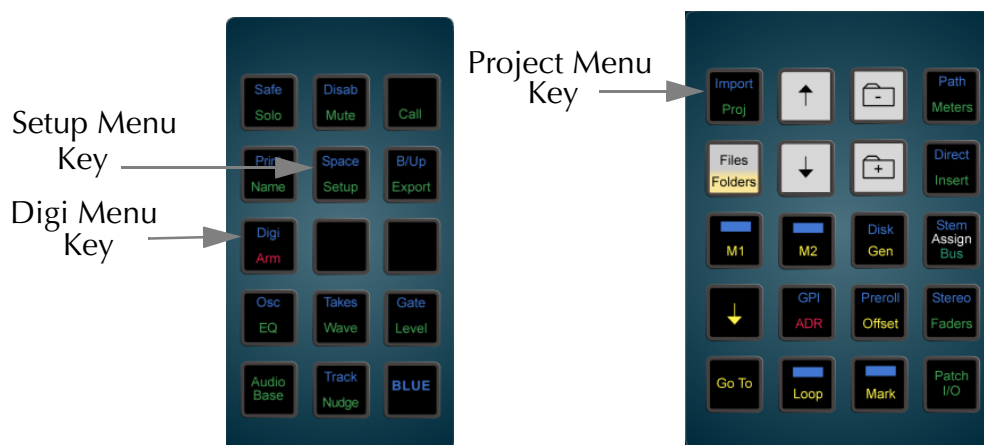 Setup Menu
Key
Digi Menu
Key
Safe
Solo
Disab
Mute
Call
Print
Name
Space
Setup
B/Up
Export
Digi
Arm
Osc
EQ
Takes
Wave
Gate
Level
Audio
Base
Track
Nudge
BLUE
Project Menu
Key
Import
Proj
Path
Meters
Files
Folders
Direct
Insert
M1
M2
Disk
Gen
Stem
Assign
Bus
GPI
ADR
Preroll
Offset
Stereo
Faders
Go To
Loop
Mark
Patch
I/O